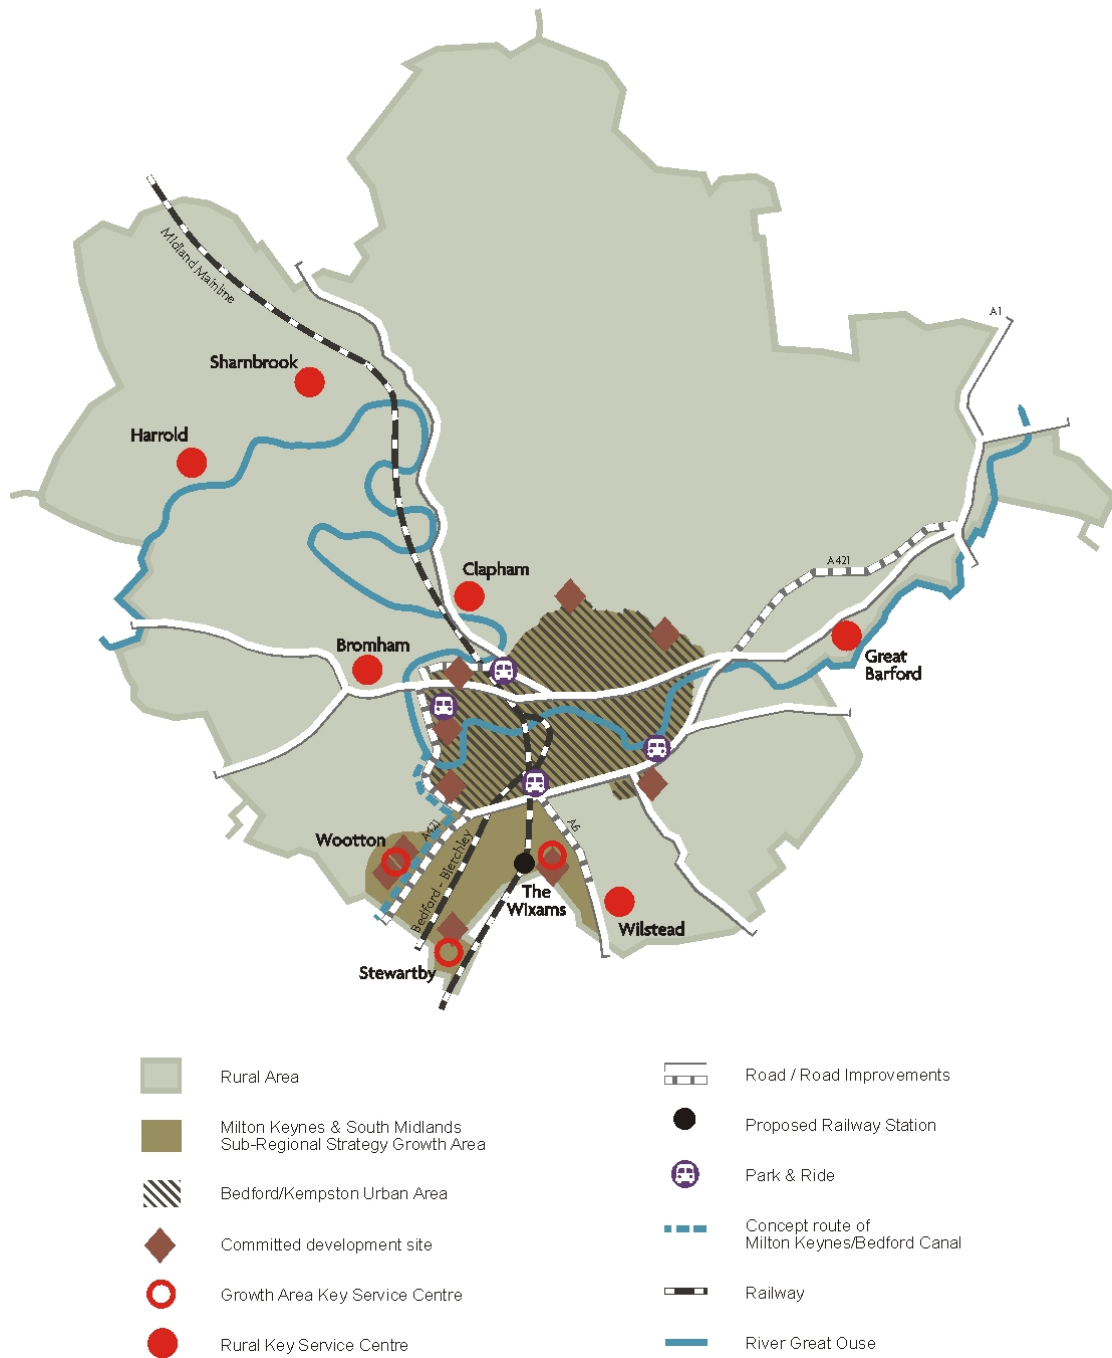 A1
Midland Mainline
Sharnbrook
Harrold
A421
Clapham
Bromham
Great
Barford
Wootton
A421
A6
Bedford - Bletchley
The
Wixams
Wilstead
Stewartby
Rural Area
Milton Keynes & South Midlands
Sub-Regional Strategy Growth Area
Bedford/Kempston Urban Area
Committed development site
Growth Area Key Service Centre
Rural Key Service Centre
Road / Road Improvements
Proposed Railway Station
Park & Ride
Concept route of
Milton Keynes/Bedford Canal
Railway
River Great Ouse